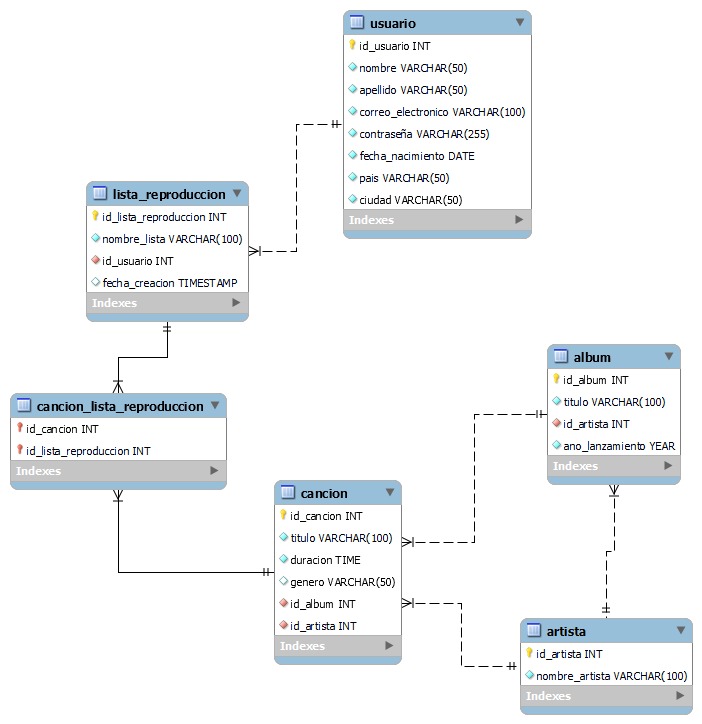 usuario
id_usuario INT
nombre VARCHAR(50)
apellido VARCHAR(50)
correo_electronico VARCHAR(100)
contraseña VARCHAR(255)
fecha_nacimiento DATE
pais VARCHAR(50)
ciudad VARCHAR(50)
Indexes
lista_reproduccion
id_lista_reproduccion INT
nombre_lista VARCHAR(100)
id_usuario INT
fecha_creacion TIMESTAMP
Indexes
cancion_lista_reproduccion
id_cancion INT
id_lista_reproduccion INT
Indexes
album
id_album INT
titulo VARCHAR(100)
id_artista INT
ano_lanzamiento YEAR
Indexes
cancion
id_cancion INT
titulo VARCHAR(100)
duracion TIME
genero VARCHAR(50)
id_album INT
id_artista INT
Indexes
artista
id_artista INT
nombre_artista VARCHAR(100)
Indexes